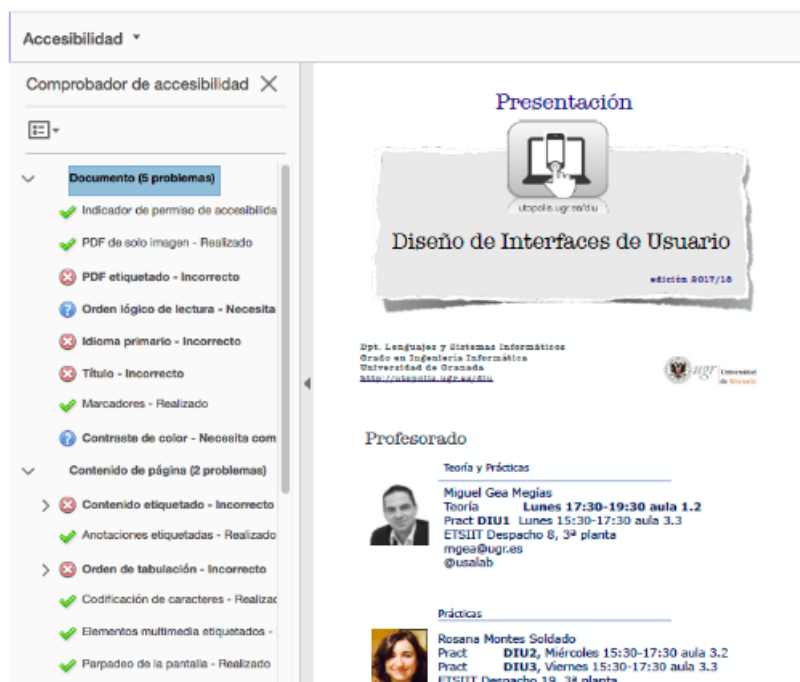 Accesibilidad
Comprobador de accesibilidad
Documento (5 problemas)
Indicador de permiso de accesibilida
PDF de solo imagen - Realizado
PDF etiquetado - Incorrecto
Orden lógico de lectura - Necesita
Idioma primario - Incorrecto
Título - Incorrecto
Marcadores - Realizado
Contraste de color - Necesita com
Contenido de página (2 problemas)
Contenido etiquetado - Incorrecto
Anotaciones etiquetadas - Realizado
Orden de tabulación - Incorrecto
Codificación de caracteres - Realizad
Elementos multimedia etiquetados -
Parpadeo de la pantalla - Realizado
Presentación
utopolis.ugr.es/diu
Diseño de Interfaces de Usuario
edición 2017/18
Dpt. Lenguajes y Sistemas Informáticos
Grado en Ingeniería Informática
Universidad de Granada
http://utopolis.ugr.es/diu
ugr Universidad
de Granada
Profesorado
Teoría y Prácticas
Miguel Gea Megías
Teoría Lunes 17:30-19:30 aula 1.2
Pract DIU1 Lunes 15:30-17:30 aula 3.3
ETSIIT Despacho 8, 3ª planta
mgea@ugr.es
@usalab
Prácticas
Rosana Montes Soldado
Pract DIU2, Miércoles 15:30-17:30 aula 3.2
Pract DIU3, Viernes 15:30-17:30 aula 3.3
ETSIIT Despacho 19, 3ª planta